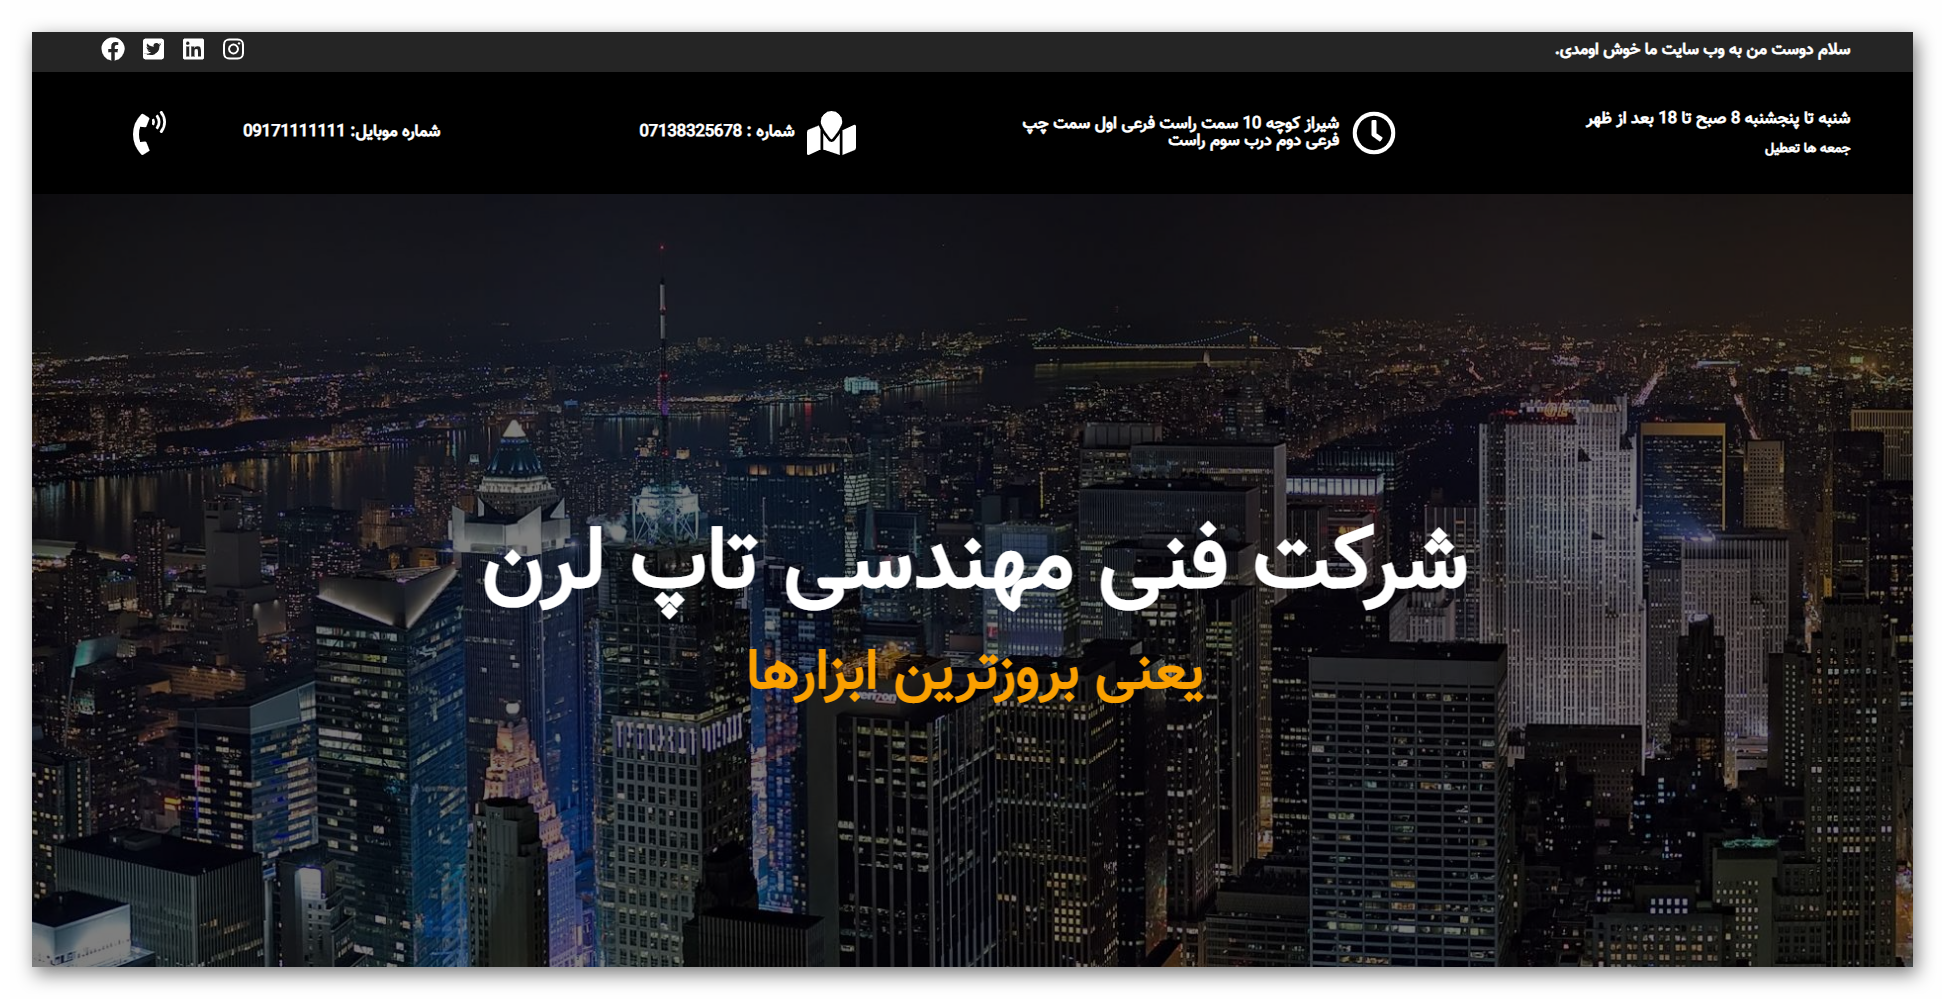 سلام دوست من به وب سایت ما خوش اومدی.
شنبه تا پنجشنبه 8 صبح تا 18 بعد از ظهر
جمعه ها تعطیل
شیراز کوچه 10 سمت راست فرعی اول سمت چپ
فرعی دوم درب سوم راست
شماره : 07138325678
شماره موبایل: 09171111111
شرکت فنی مهندسی تاپ لرن
یعنی بروزترین ابزارها
verizon